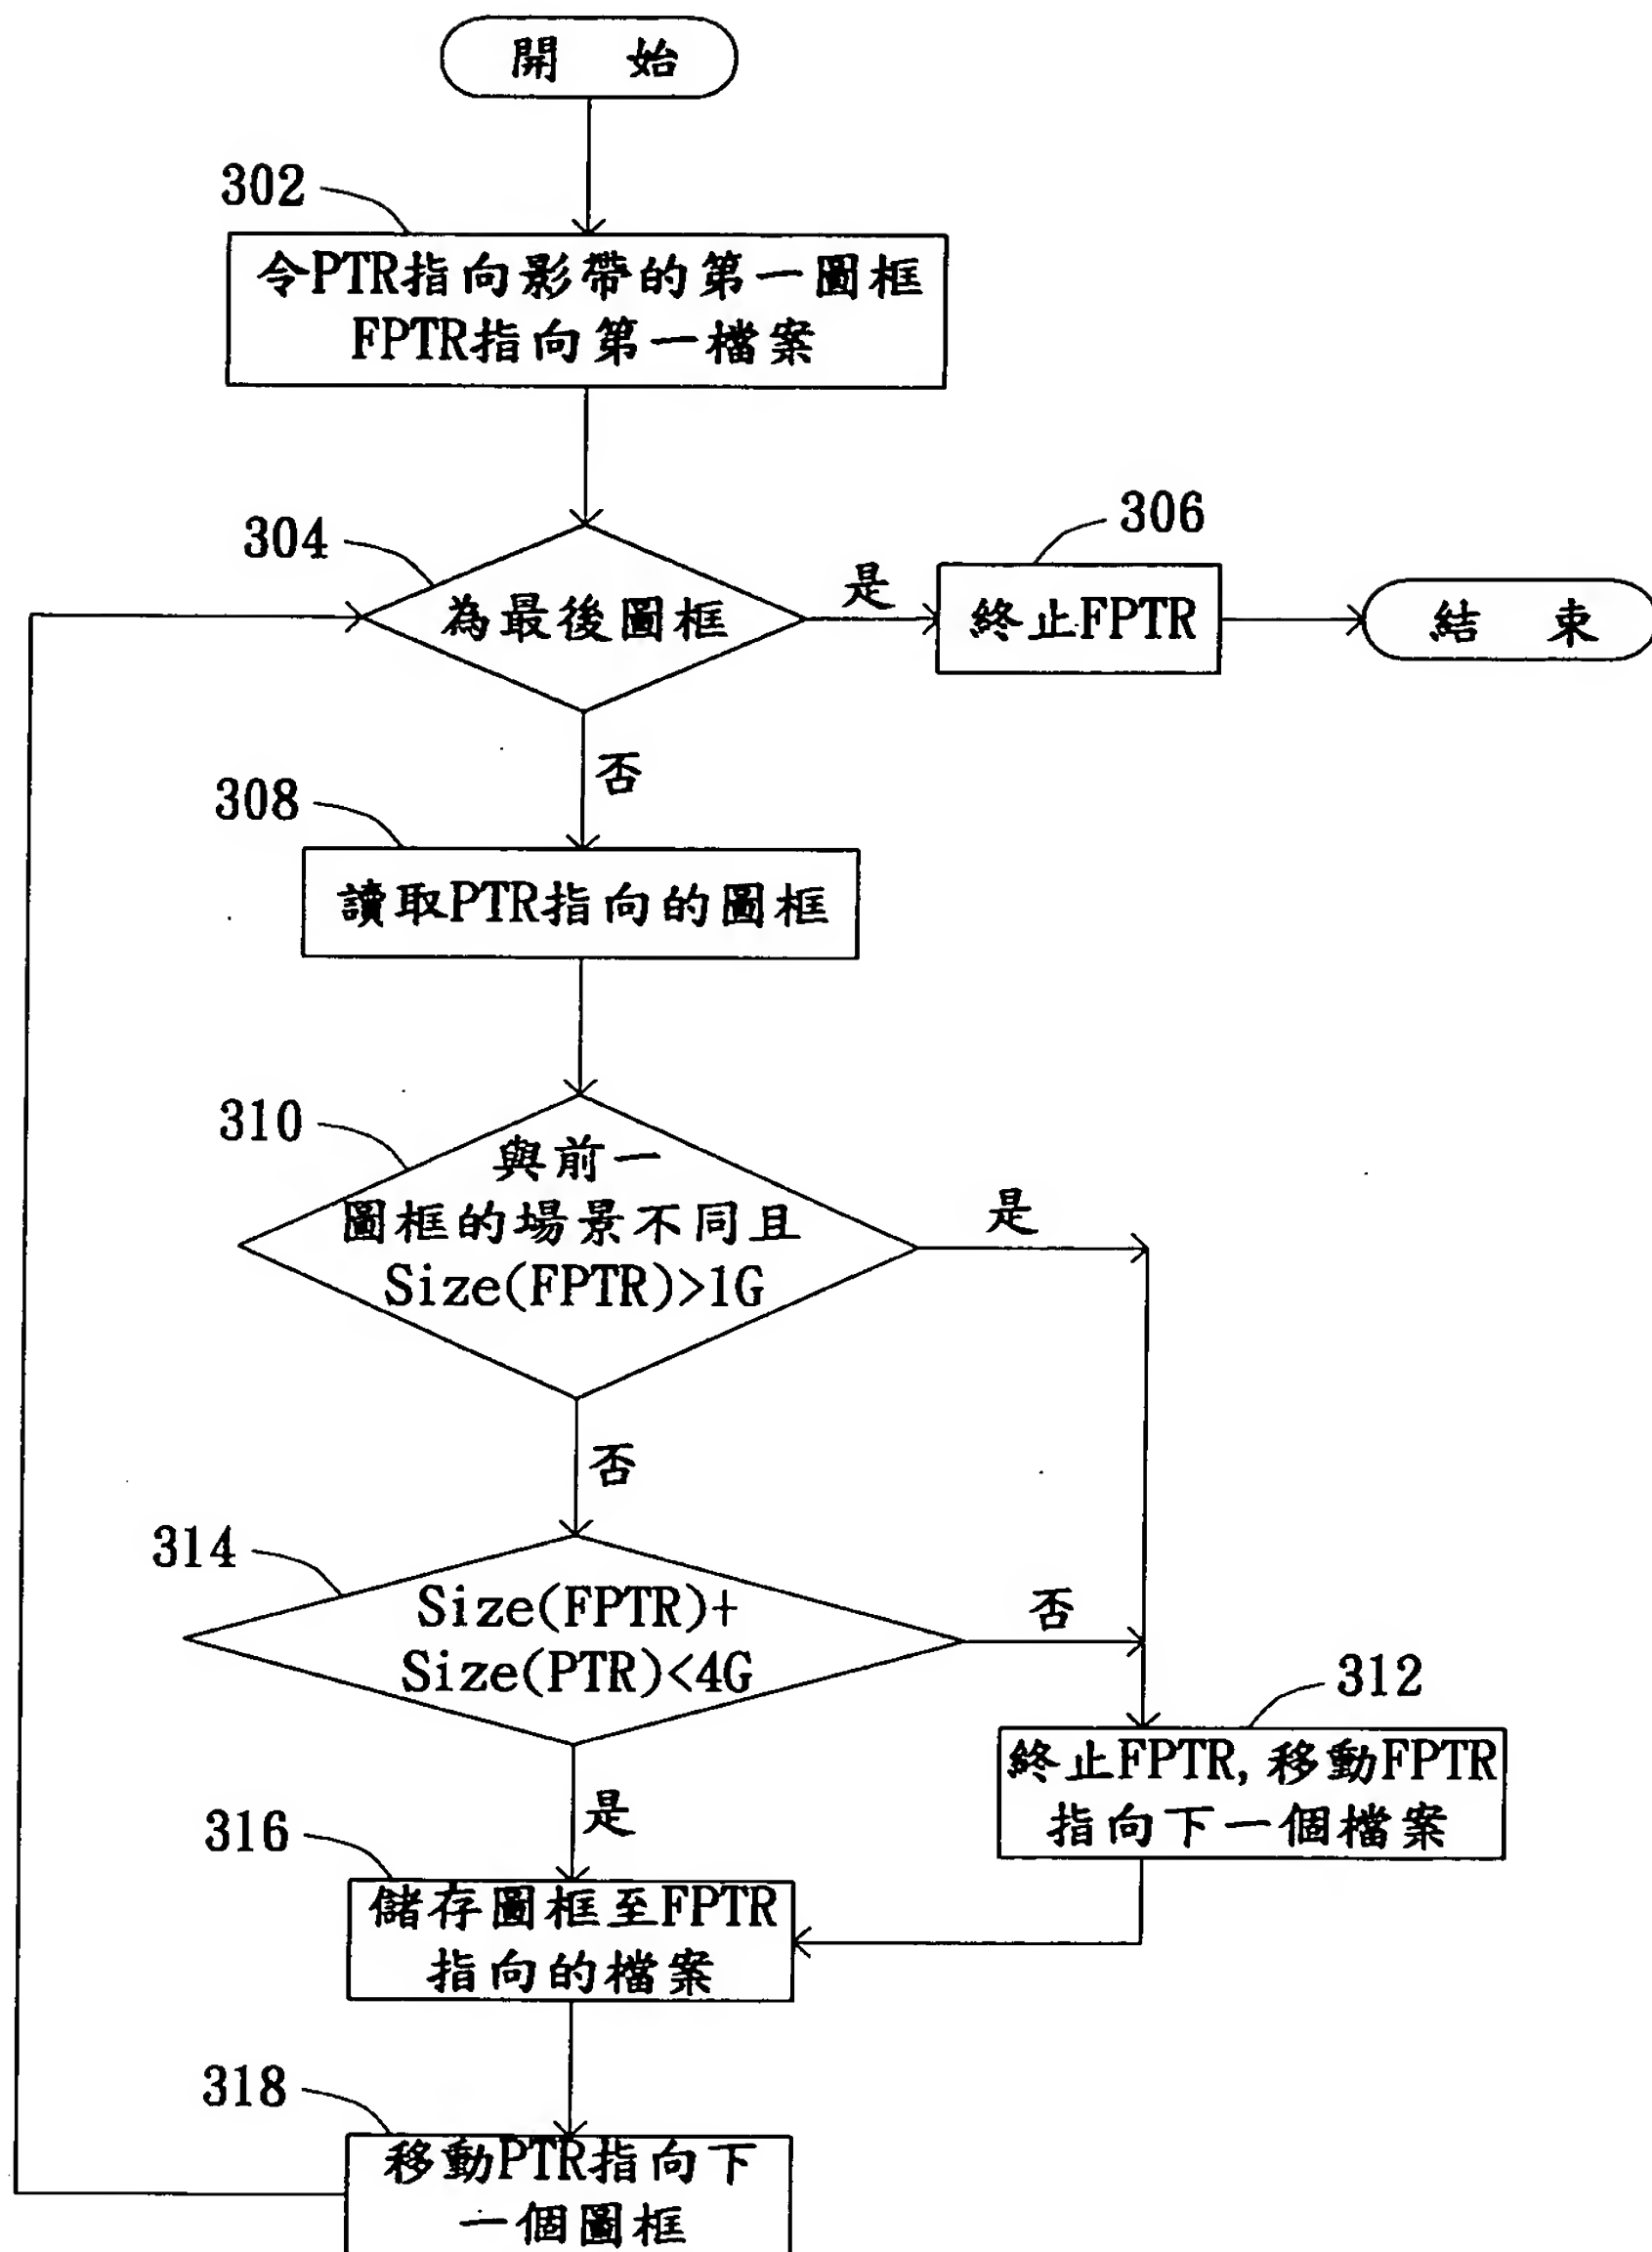 開 始
302
令PTR指向影帶的第一圖框
FPTR指向第一檔案
304
為最後圖框
是
306
終止FPTR
結 束
否
308
讀取PTR指向的圖框
310
與前一
圖框的場景不同且
Size(FPTR)>1G
是
否
314
Size(FPTR)+
Size(PTR)<4G
否
312
終止FPTR,移動FPTR
指向下一個檔案
是
316
儲存圖框至FPTR
指向的檔案
318
移動PTR指向下
一個圖框